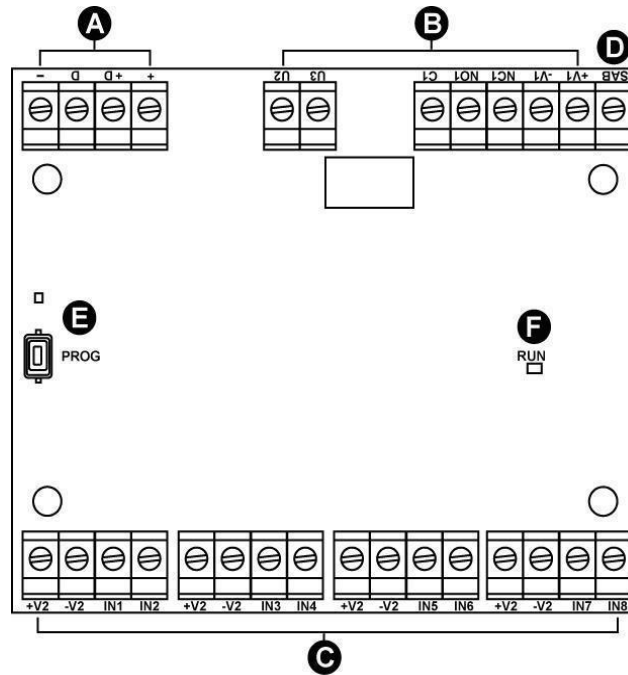 A B D
- D D+ + U2 U3 C1 NO1 NC1 -V1 +V1 SAB
E
PROG
F
RUN
+V2 -V2 IN1 IN2 +V2 -V2 IN3 IN4 +V2 -V2 IN5 IN6 +V2 -V2 IN7 IN8
C